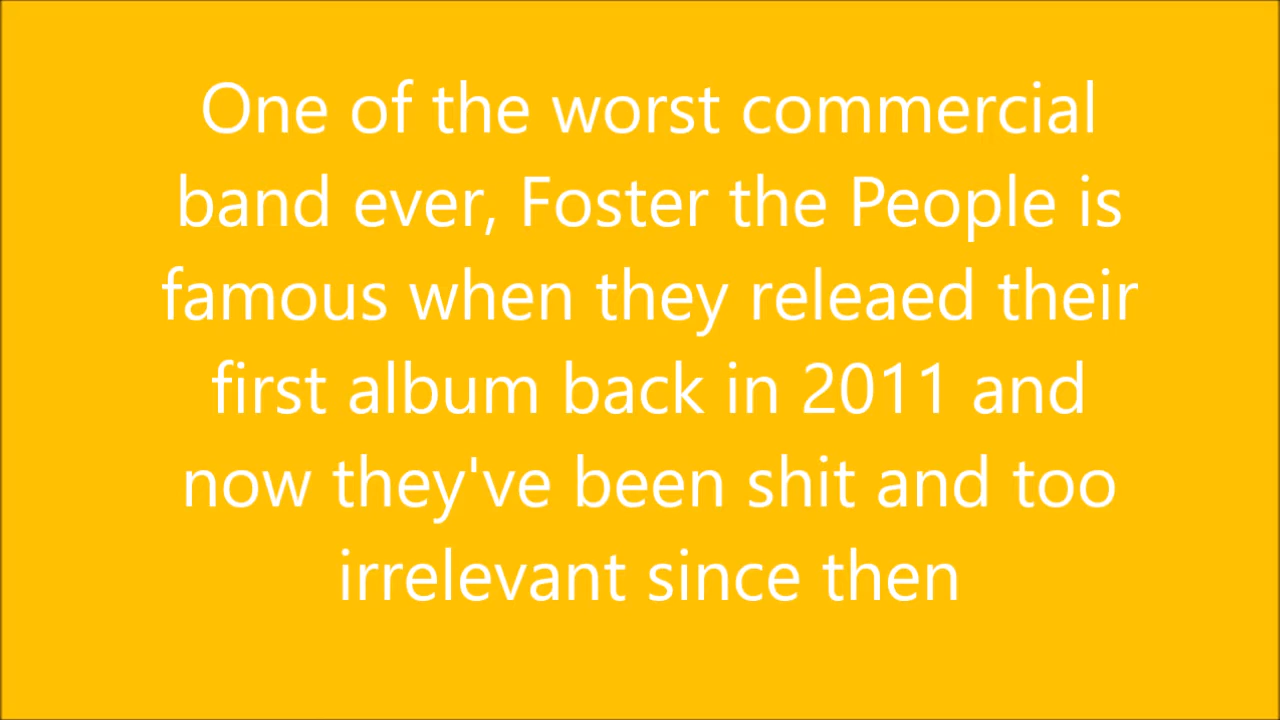 One of the worst commercial
band ever, Foster the People is
famous when they releaed their
first album back in 2011 and
now they've been shit and too
irrelevant since then